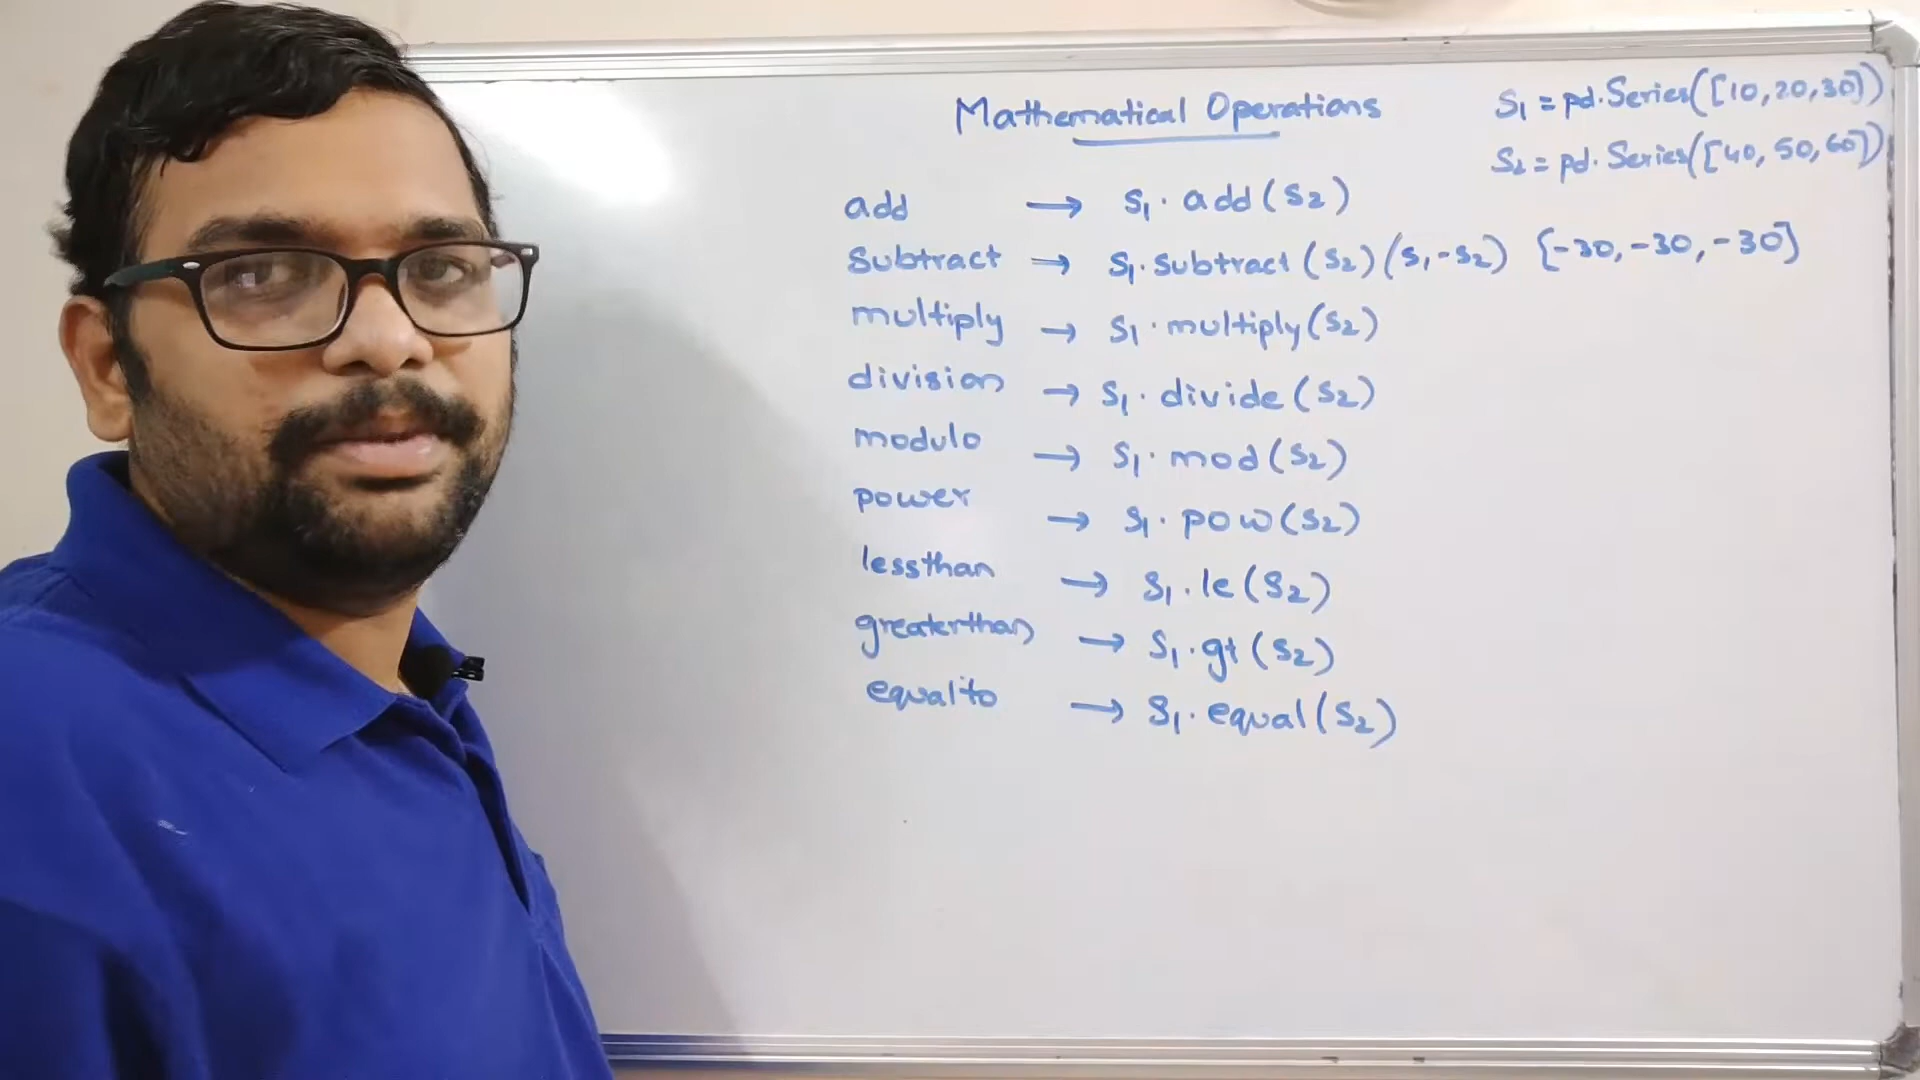 Mathematical Operations
S1 = pd.Series([10,20,30])
S2 = pd.Series([40,50,60])
add → S1.add(S2)
Subtract → S1.Subtract(S2)(S1-S2) [-30,-30,-30]
multiply → S1.multiply(S2)
division → S1.divide(S2)
modulo → S1.mod(S2)
power → S1.pow(S2)
lessthan → S1.le(S2)
greaterthan → S1.gt(S2)
equalto → S1.equal(S2)